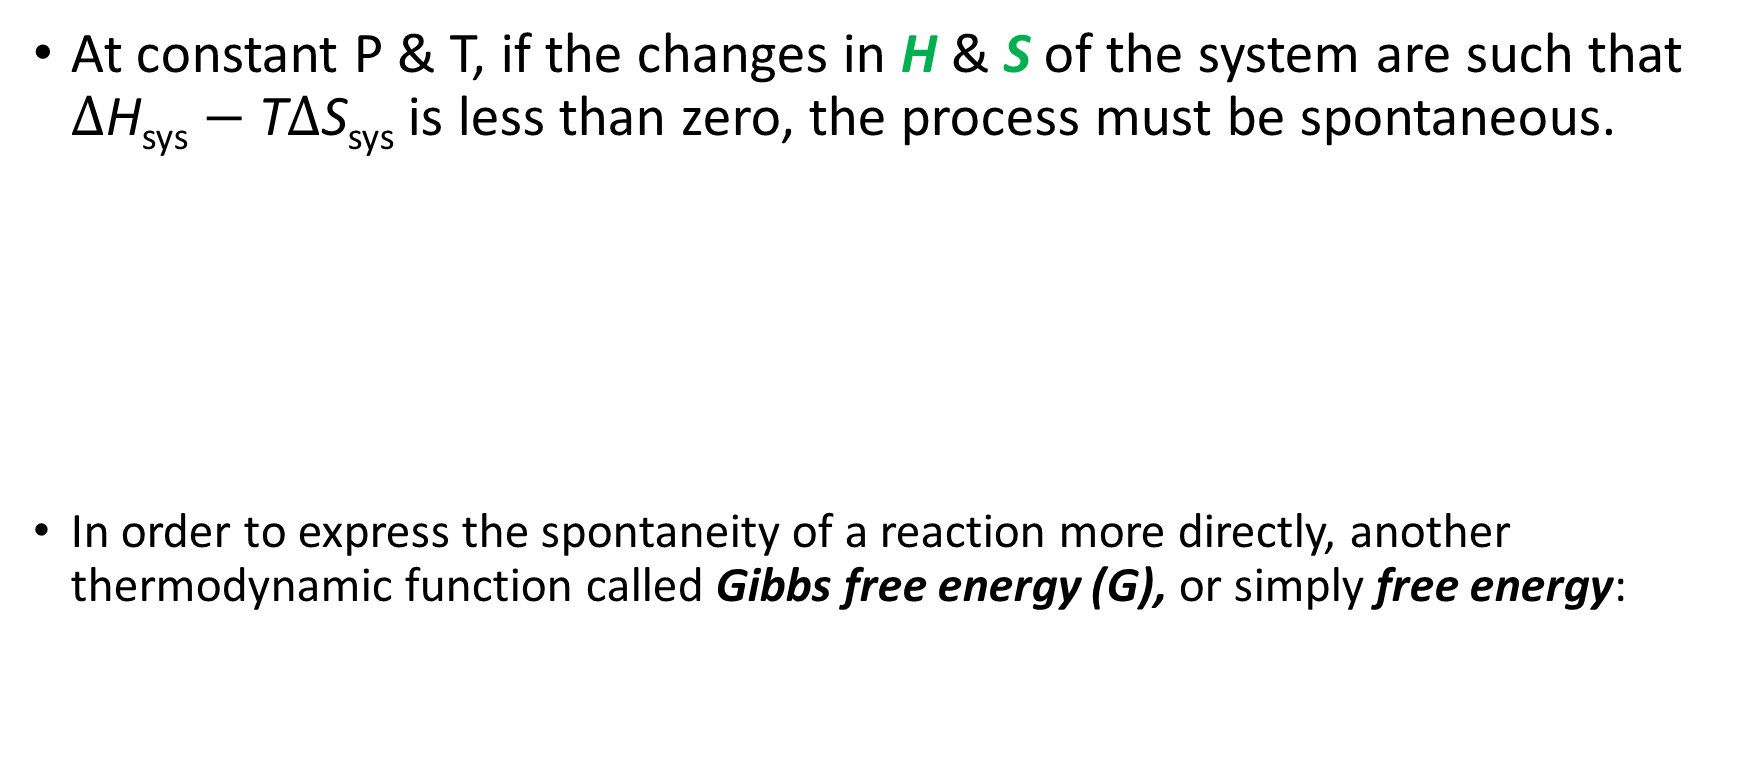 • At constant P & T, if the changes in H & S of the system are such that
ΔHsys − TΔSsys is less than zero, the process must be spontaneous.
• In order to express the spontaneity of a reaction more directly, another
thermodynamic function called Gibbs free energy (G), or simply free energy: